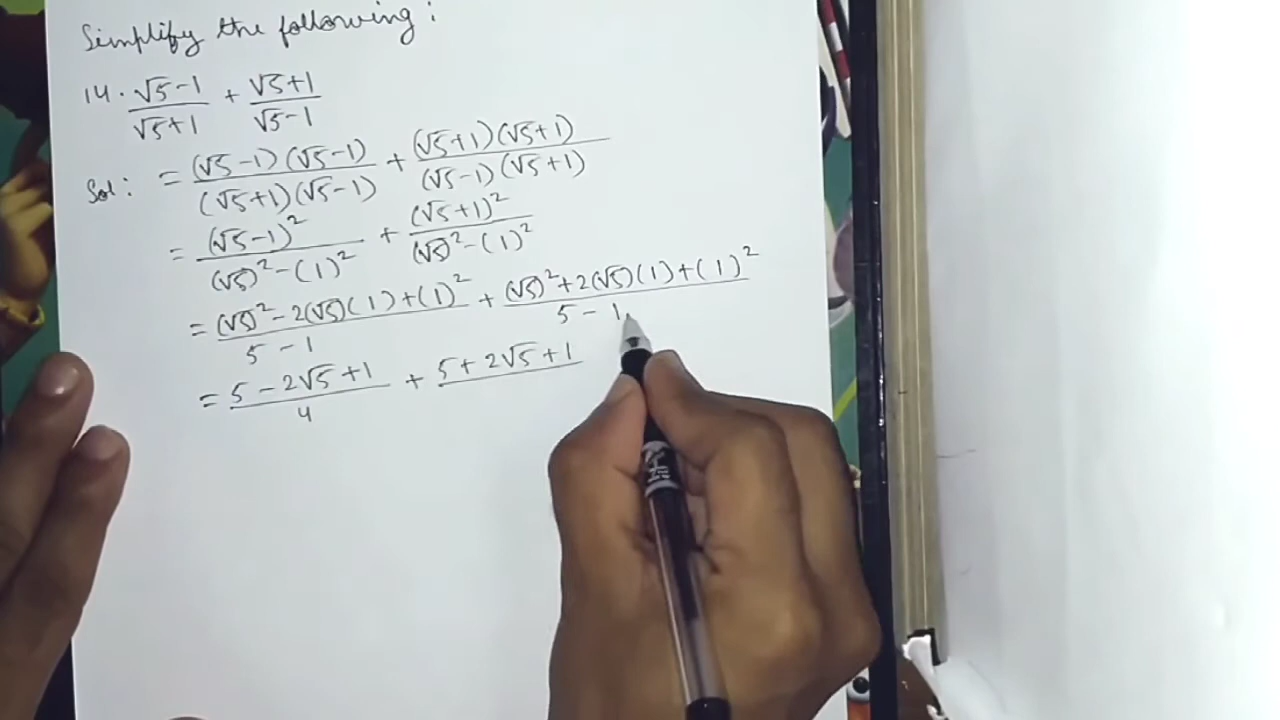 Simplify the following :
14. (√5-1)/(√5+1) + (√5+1)/(√5-1)
Sol: = ((√5-1)(√5-1))/((√5+1)(√5-1)) + ((√5+1)(√5+1))/((√5-1)(√5+1))
= (√5-1)²/((√5)²-(1)²) + (√5+1)²/((√5)²-(1)²)
= ((√5)²-2(√5)(1)+(1)²)/(5-1) + ((√5)²+2(√5)(1)+(1)²)/(5-1)
= (5-2√5+1)/4 + 5+2√5+1